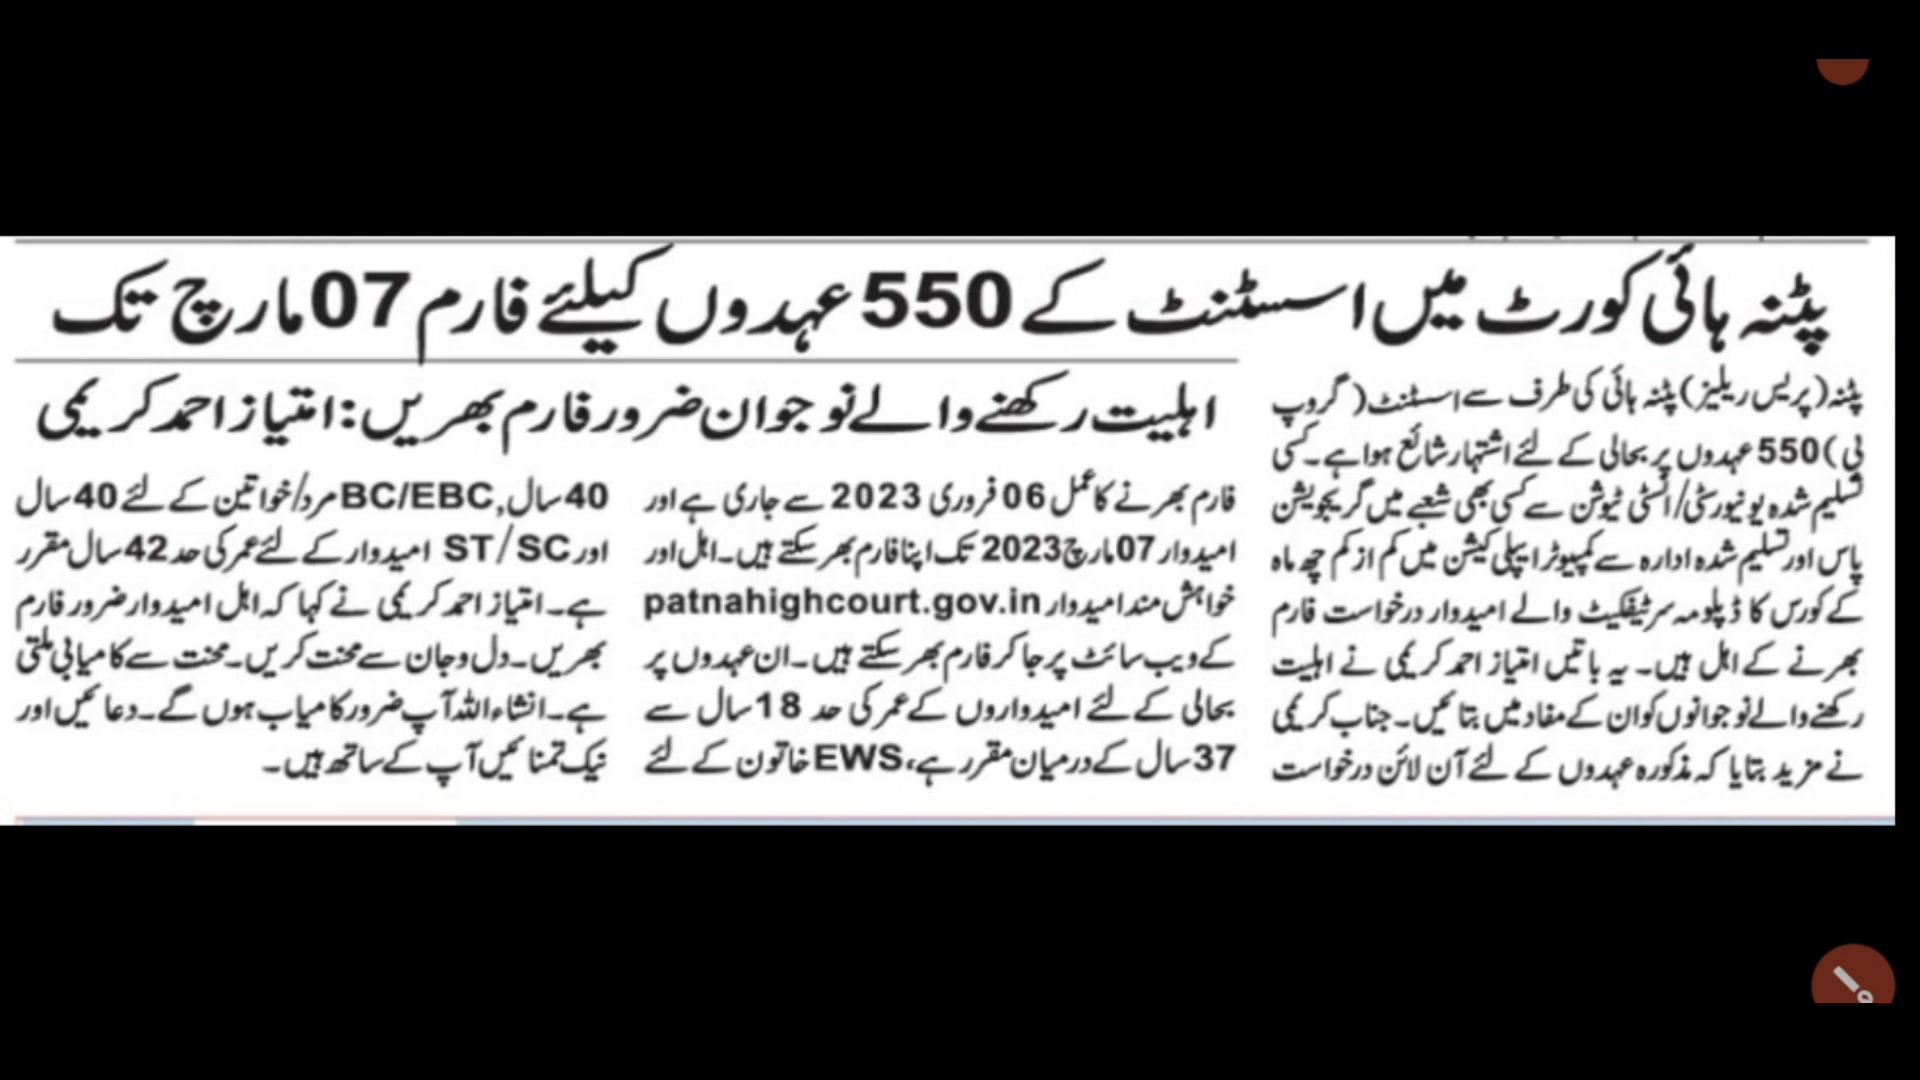 پٹنہ ہائی کورٹ میں اسسٹنٹ کے 550 عہدوں کیلئے فارم 07 مارچ تک
اہلیت رکھنے والے نوجوان ضرور فارم بھریں: امتیاز احمد کریمی
پٹنہ (پریس ریلیز) پٹنہ ہائی کی طرف سے اسسٹنٹ (گروپ
بی) 550 عہدوں پر بحالی کے لئے اشتہار شائع ہوا ہے۔ کسی
تسلیم شدہ یونیورسٹی/انسٹی ٹیوشن سے کسی بھی شعبے میں گریجویشن
پاس اور تسلیم شدہ ادارہ سے کمپیوٹر ایپلی کیشن میں کم از کم چھ ماہ
کے کورس کا ڈپلومہ سرٹیفکیٹ والے امیدوار درخواست فارم
بھرنے کے اہل ہیں۔ یہ باتیں امتیاز احمد کریمی نے اہلیت
رکھنے والے نوجوانوں کو ان کے مفاد میں بتائیں۔ جناب کریمی
نے مزید بتایا کہ مذکورہ عہدوں کے لئے آن لائن درخواست
فارم بھرنے کا عمل 06 فروری 2023 سے جاری ہے اور
امیدوار 07 مارچ 2023 تک اپنا فارم بھر سکتے ہیں۔ اہل اور
خواہش مند امیدوار patnahighcourt.gov.in
کے ویب سائٹ پر جا کر فارم بھر سکتے ہیں۔ ان عہدوں پر
بحالی کے لئے امیدواروں کے عمر کی حد 18 سال سے
37 سال کے درمیان مقرر ہے، EWS خاتون کے لئے
40 سال, BC/EBC مرد/خواتین کے لئے 40 سال
اور ST/SC امیدوار کے لئے عمر کی حد 42 سال مقرر
ہے۔ امتیاز احمد کریمی نے کہا کہ اہل امیدوار ضرور فارم
بھریں۔ دل و جان سے محنت کریں۔ محنت سے کامیابی ملتی
ہے۔ انشاء اللہ آپ ضرور کامیاب ہوں گے۔ دعائیں اور
نیک تمنائیں آپ کے ساتھ ہیں۔